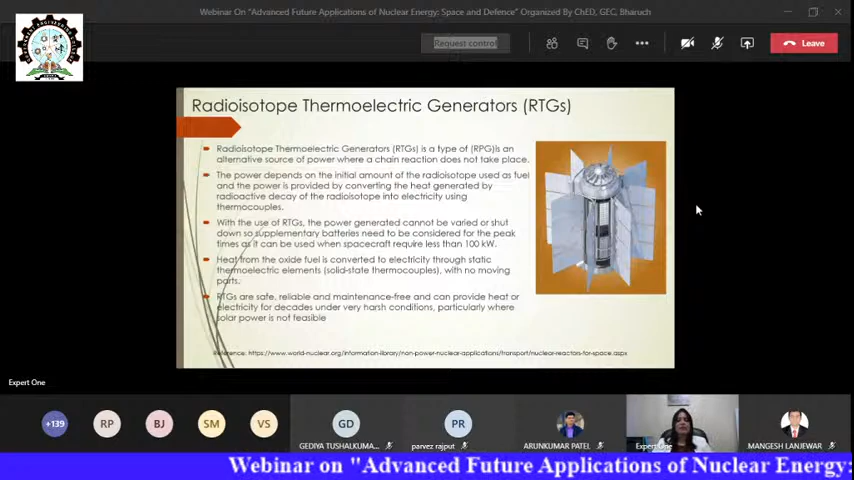 Webinar On "Advanced Future Applications of Nuclear Energy: Space and Defence" Organized By ChED, GEC, Bharuch
Request control
Leave
Radioisotope Thermoelectric Generators (RTGs)
Radioisotope Thermoelectric Generators (RTGs) is a type of (RPG)is an
alternative source of power where a chain reaction does not take place.
The power depends on the initial amount of the radioisotope used as fuel
and the power is provided by converting the heat generated by
radioactive decay of the radioisotope into electricity using
thermocouples.
With the use of RTGs, the power generated cannot be varied or shut
down so supplementary batteries need to be considered for the peak
times as it can be used when spacecraft require less than 100 kW.
Heat from the oxide fuel is converted to electricity through static
thermoelectric elements (solid-state thermocouples), with no moving
parts.
RTGs are safe, reliable and maintenance-free and can provide heat or
electricity for decades under very harsh conditions, particularly where
solar power is not feasible
Reference: https://www.world-nuclear.org/information-library/non-power-nuclear-applications/transport/nuclear-reactors-for-space.aspx
Expert One
+139
RP
BJ
SM
VS
GD
PR
GEDIYA TUSHALKUMA...
parvez rajput
ARUNKUMAR PATEL
Expert One
MANGESH LANJEWAR
Webinar on "Advanced Future Applications of Nuclear Energy: